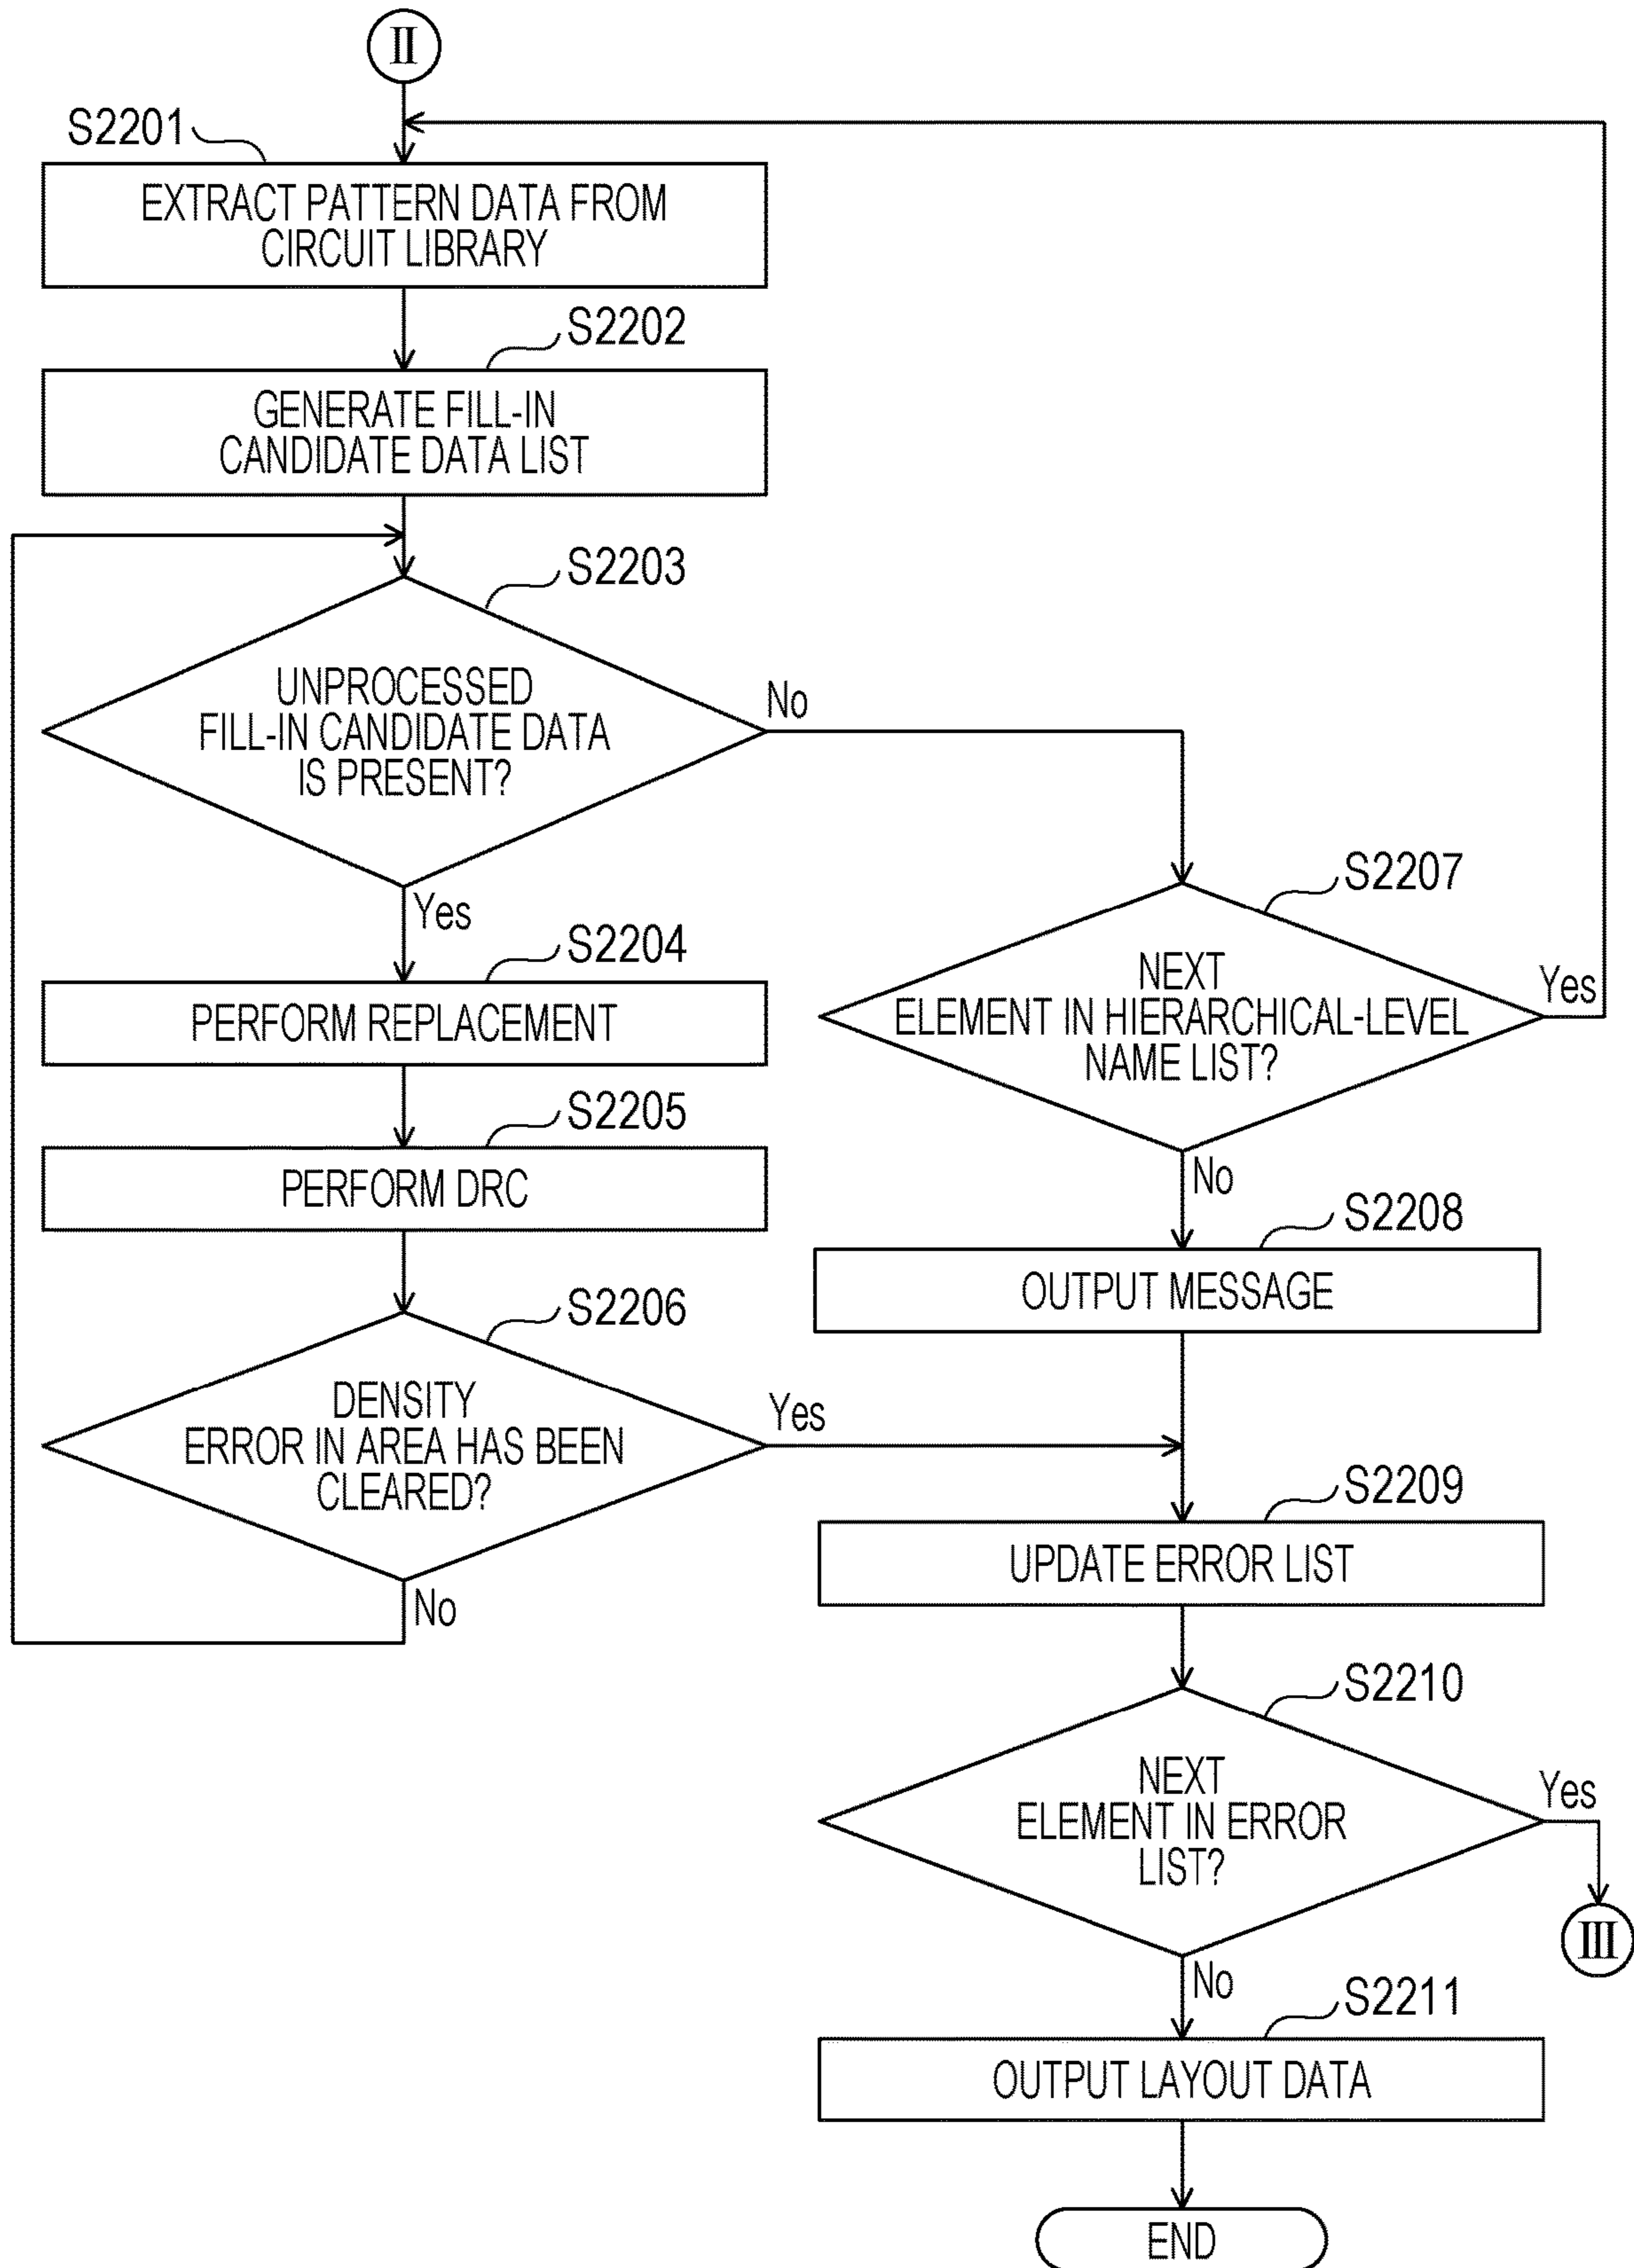 II
S2201
EXTRACT PATTERN DATA FROM
CIRCUIT LIBRARY
S2202
GENERATE FILL-IN
CANDIDATE DATA LIST
S2203
UNPROCESSED
FILL-IN CANDIDATE DATA
IS PRESENT?
No
Yes
S2204
PERFORM REPLACEMENT
S2205
PERFORM DRC
S2206
DENSITY
ERROR IN AREA HAS BEEN
CLEARED?
Yes
No
S2207
NEXT
ELEMENT IN HIERARCHICAL-LEVEL
NAME LIST?
Yes
No
S2208
OUTPUT MESSAGE
S2209
UPDATE ERROR LIST
S2210
NEXT
ELEMENT IN ERROR
LIST?
Yes
III
No
S2211
OUTPUT LAYOUT DATA
END